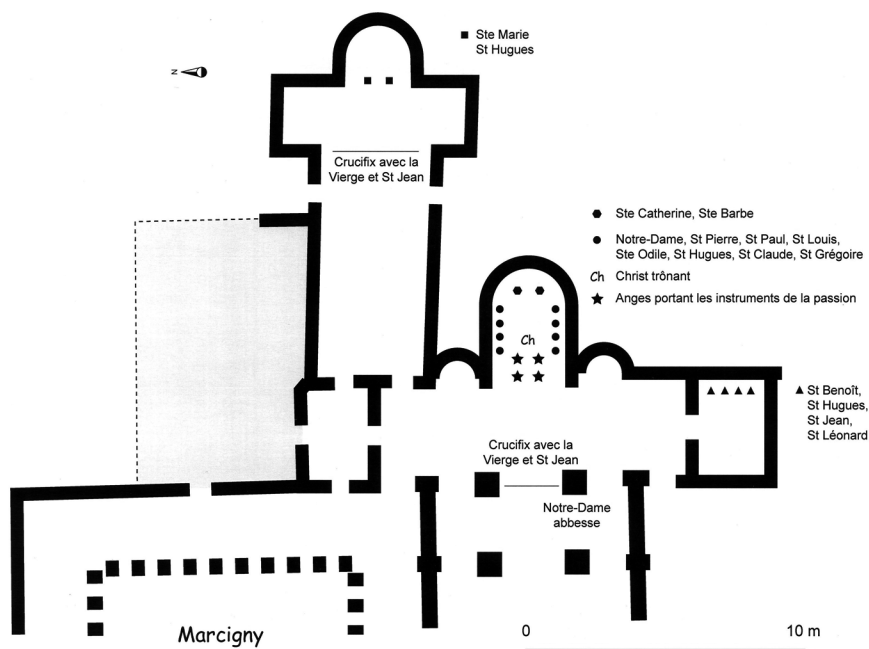 Ste Marie
St Hugues
N
Crucifix avec la
Vierge et St Jean
Ste Catherine, Ste Barbe
Notre-Dame, St Pierre, St Paul, St Louis,
Ste Odile, St Hugues, St Claude, St Grégoire
Ch Christ trônant
Anges portant les instruments de la passion
Ch
St Benoît,
St Hugues,
St Jean,
St Léonard
Crucifix avec la
Vierge et St Jean
Notre-Dame
abbesse
Marcigny
0 10 m